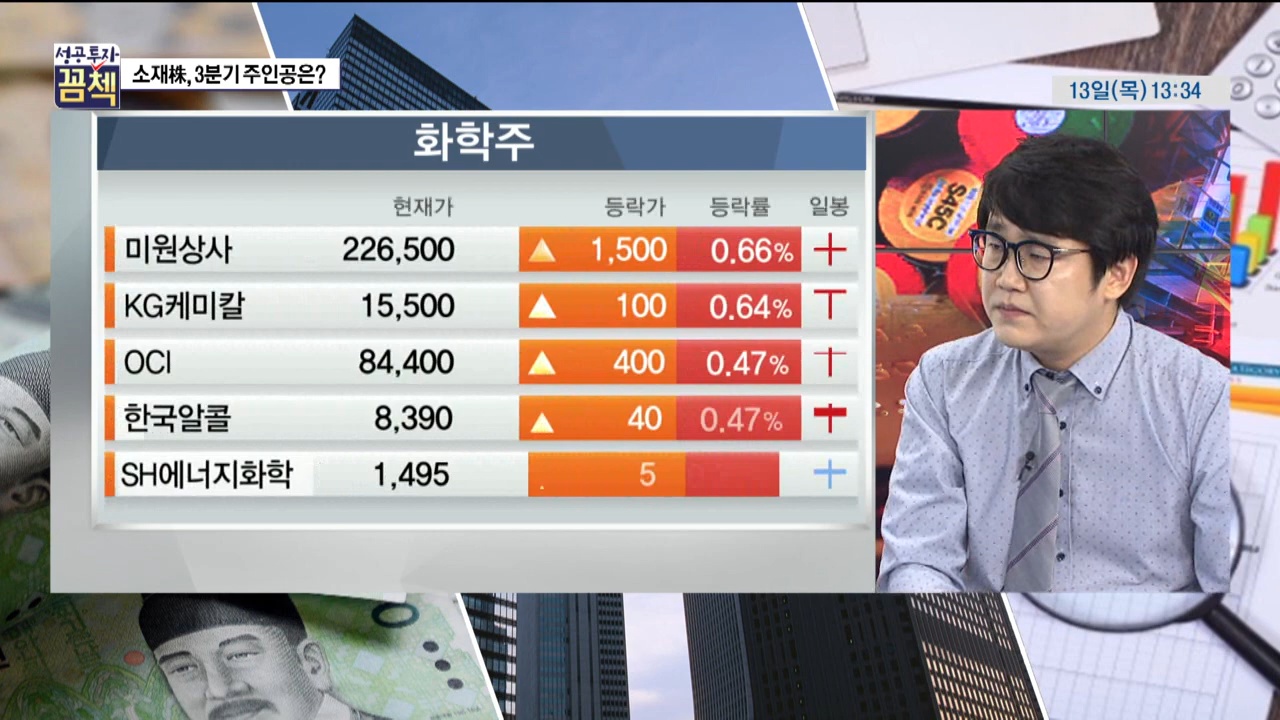 성공투자
꼼첵
소재株, 3분기 주인공은?
13일(목) 13:34
화학주
현재가 등락가 등락률 일봉
미원상사 226,500 ▲ 1,500 0.66%
KG케미칼 15,500 ▲ 100 0.64%
OCI 84,400 ▲ 400 0.47%
한국알콜 8,390 ▲ 40 0.47%
SH에너지화학 1,495 5
S45C